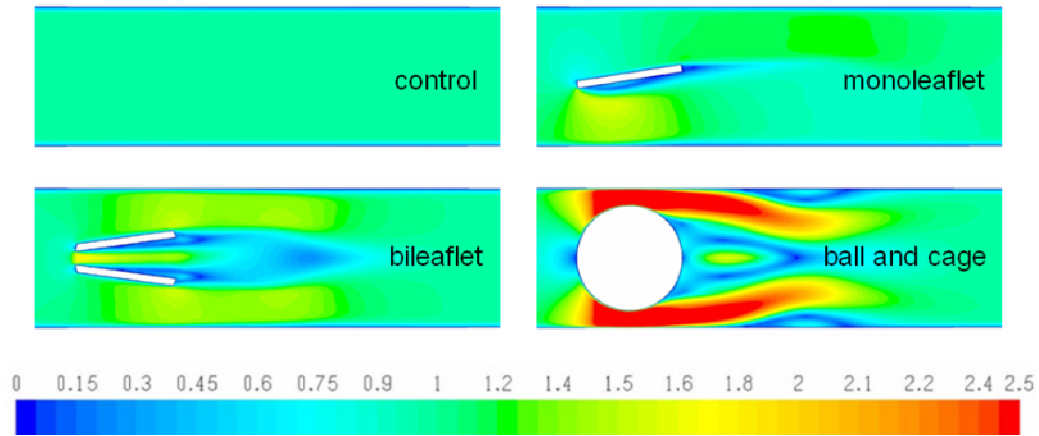 control
monoleaflet
bileaflet
ball and cage
0 0.15 0.3 0.45 0.6 0.75 0.9 1 1.2 1.4 1.5 1.6 1.8 2 2.1 2.2 2.4 2.5